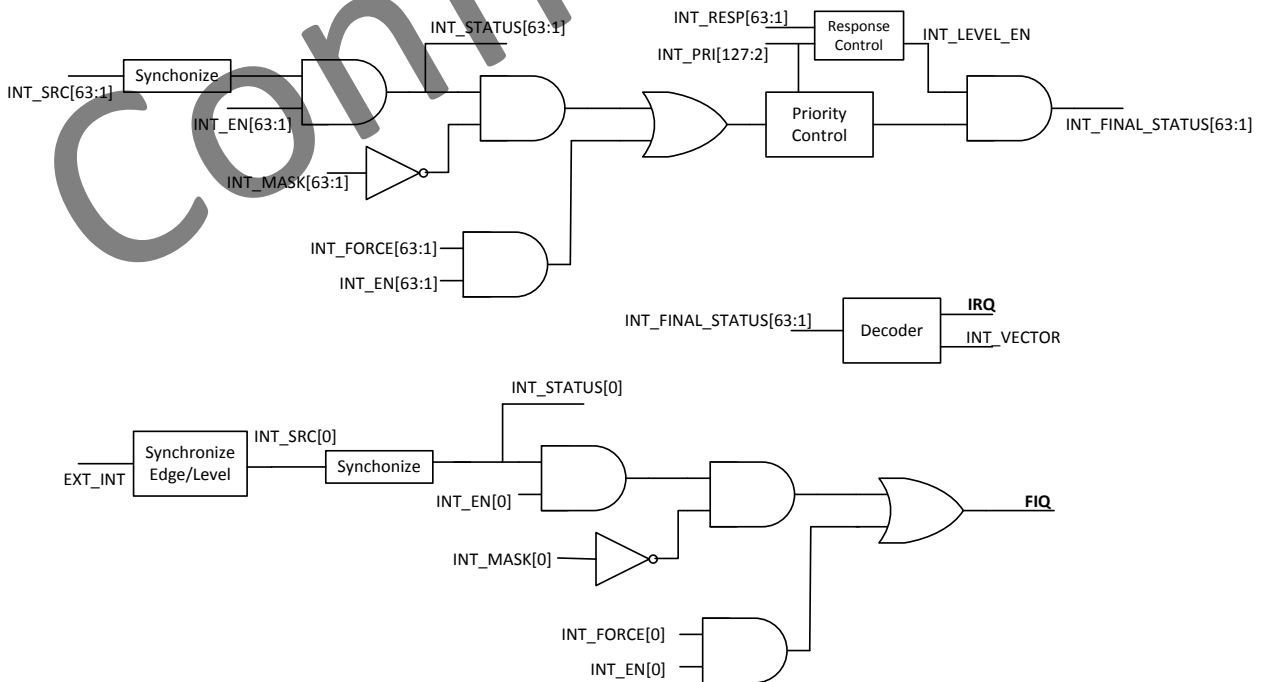 INT_STATUS[63:1]
INT_RESP[63:1]
Response
Control
INT_LEVEL_EN
INT_PRI[127:2]
Synchonize
INT_SRC[63:1]
INT_EN[63:1]
Priority
Control
INT_FINAL_STATUS[63:1]
INT_MASK[63:1]
INT_FORCE[63:1]
INT_EN[63:1]
IRQ
INT_FINAL_STATUS[63:1]
Decoder
INT_VECTOR
INT_STATUS[0]
Synchronize
Edge/Level
INT_SRC[0]
EXT_INT
Synchonize
INT_EN[0]
FIQ
INT_MASK[0]
INT_FORCE[0]
INT_EN[0]